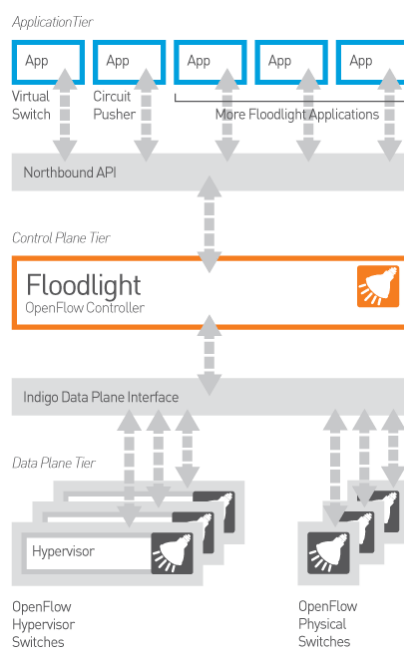 ApplicationTier
App App App App App
Virtual Switch
Circuit Pusher
More Floodlight Applications
Northbound API
Control Plane Tier
Floodlight
OpenFlow Controller
Indigo Data Plane Interface
Data Plane Tier
Hypervisor
OpenFlow
Hypervisor
Switches
OpenFlow
Physical
Switches